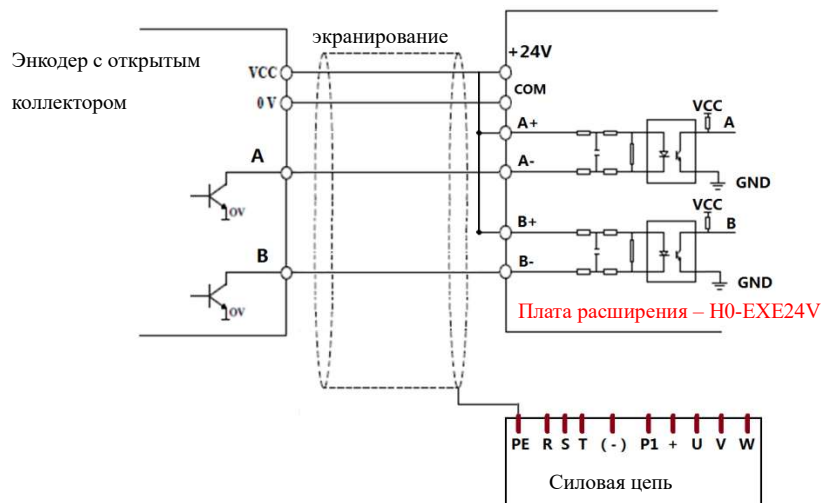 экранирование
Энкодер с открытым
коллектором
VCC
0 V
A
0V
B
0V
+24V
COM
A+
A-
VCC
A
GND
B+
B-
VCC
B
GND
Плата расширения – H0-EXE24V
PE R S T (-) P1 + U V W
Силовая цепь